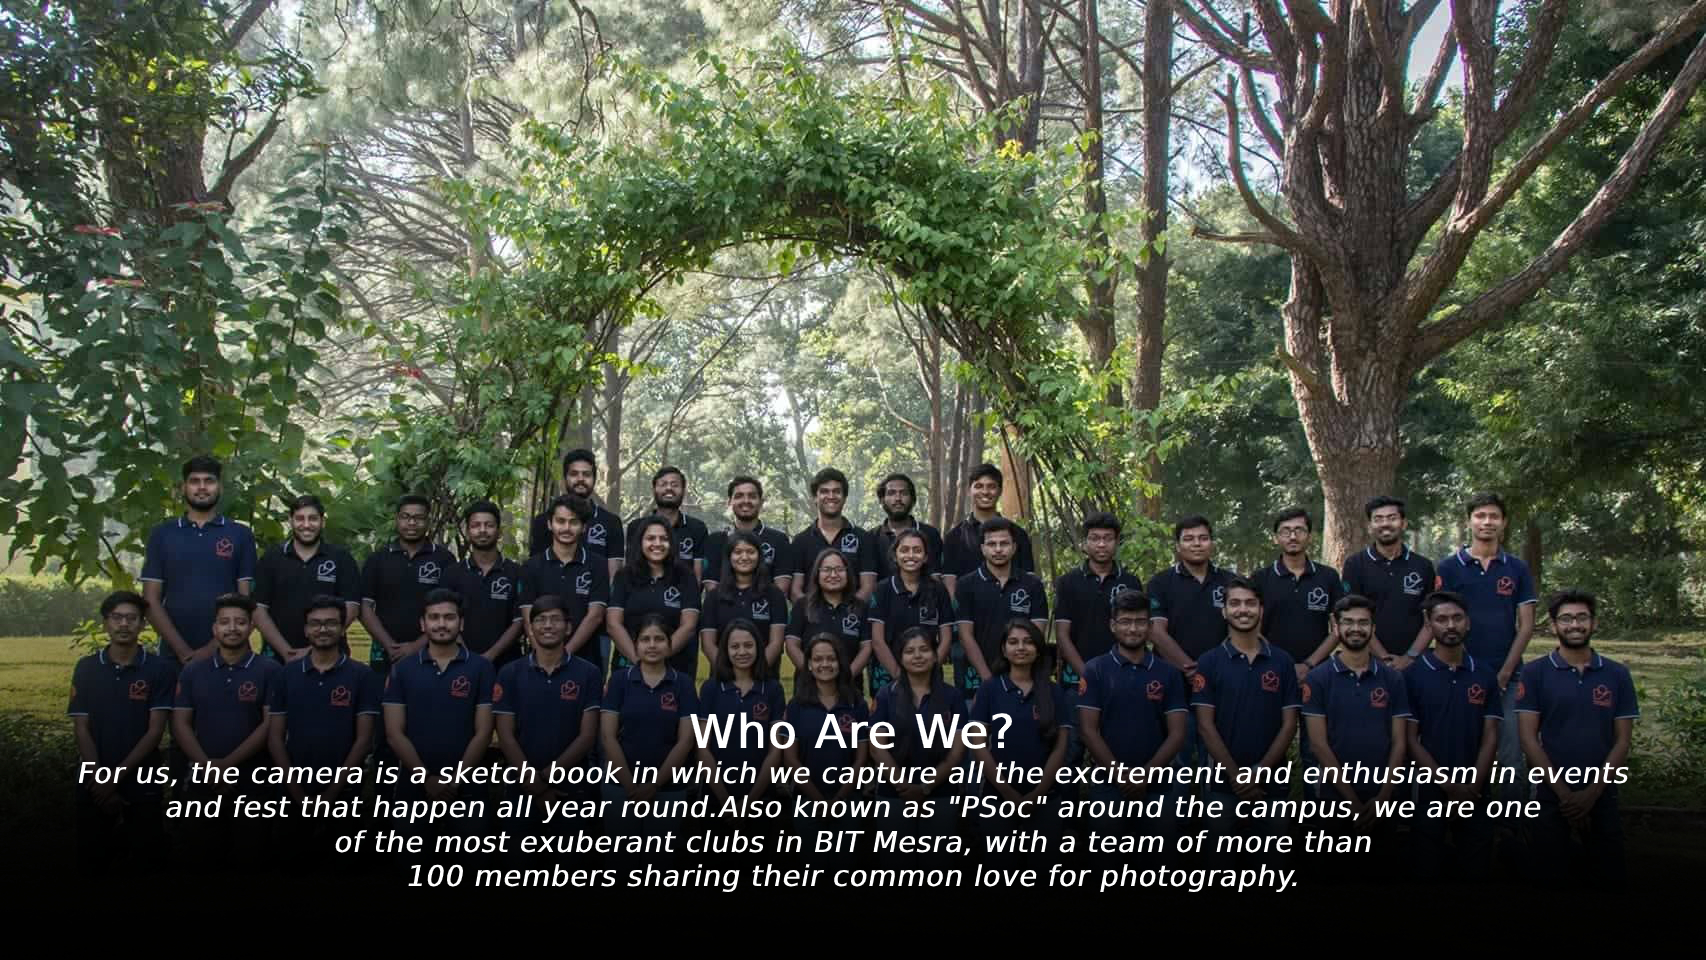 Who Are We?
For us, the camera is a sketch book in which we capture all the excitement and enthusiasm in events
and fest that happen all year round.Also known as "PSoc" around the campus, we are one
of the most exuberant clubs in BIT Mesra, with a team of more than
100 members sharing their common love for photography.